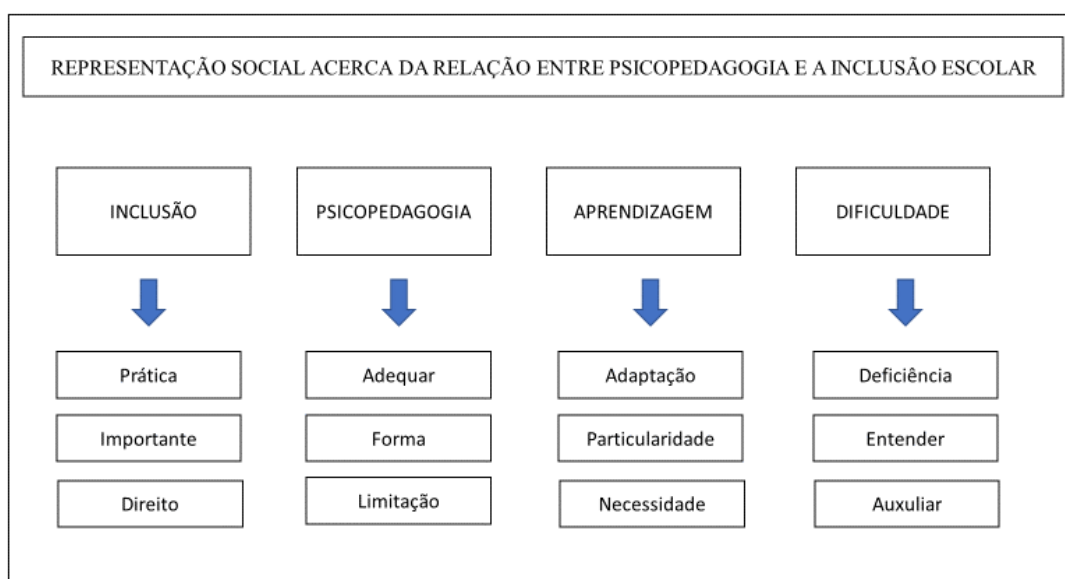 REPRESENTAÇÃO SOCIAL ACERCA DA RELAÇÃO ENTRE PSICOPEDAGOGIA E A INCLUSÃO ESCOLAR
INCLUSÃO
PSICOPEDAGOGIA
APRENDIZAGEM
DIFICULDADE
Prática
Adequar
Adaptação
Deficiência
Importante
Forma
Particularidade
Entender
Direito
Limitação
Necessidade
Auxuliar